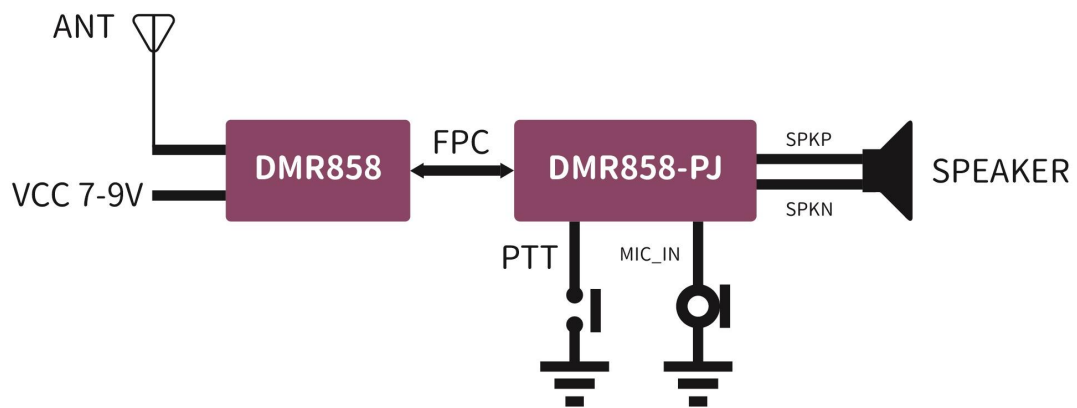 ANT
VCC 7-9V
DMR858
FPC
DMR858-PJ
SPKP
SPKN
SPEAKER
PTT
MIC_IN